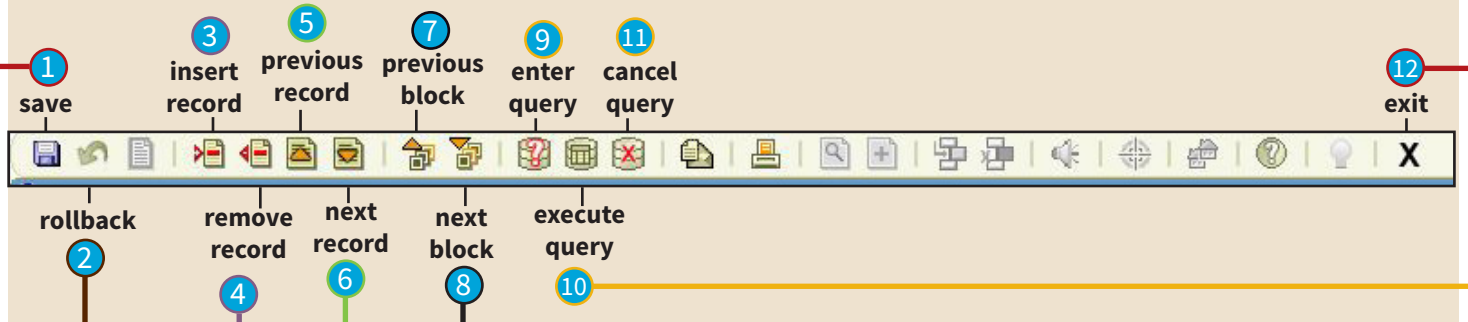 1
save
3
insert
record
5
previous
record
7
previous
block
9
enter
query
11
cancel
query
12
exit
X
rollback
2
remove
record
4
next
record
6
next
block
8
execute
query
10